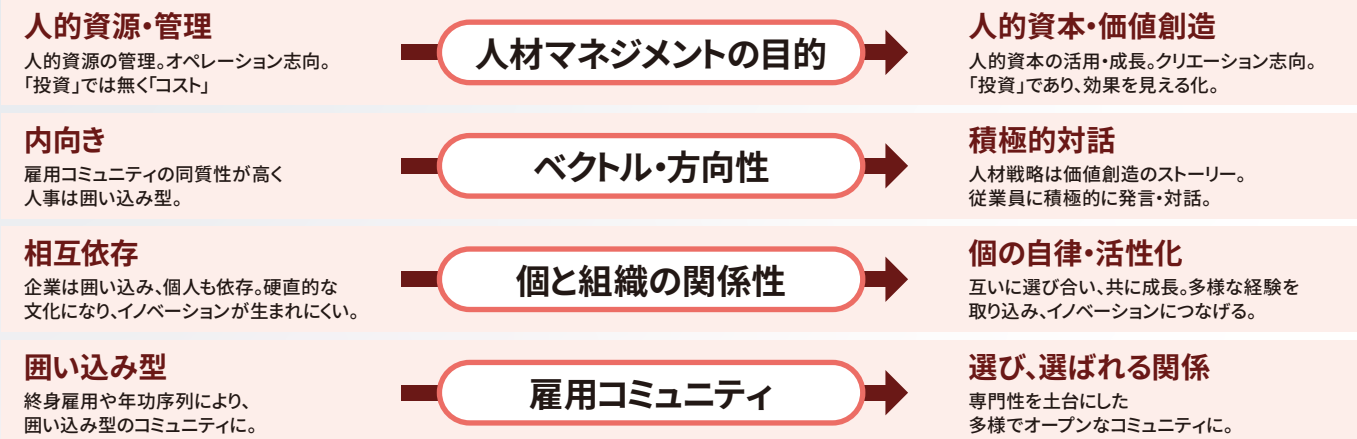 人的資源・管理
人的資源の管理。オペレーション志向。
「投資」では無く「コスト」
人材マネジメントの目的
人的資本・価値創造
人的資本の活用・成長。クリエーション志向。
「投資」であり、効果を見える化。
内向き
雇用コミュニティの同質性が高く
人事は囲い込み型。
ベクトル・方向性
積極的対話
人材戦略は価値創造のストーリー。
従業員に積極的に発言・対話。
相互依存
企業は囲い込み、個人も依存。硬直的な
文化になり、イノベーションが生まれにくい。
個と組織の関係性
個の自律・活性化
互いに選び合い、共に成長。多様な経験を
取り込み、イノベーションにつなげる。
囲い込み型
終身雇用や年功序列により、
囲い込み型のコミュニティに。
雇用コミュニティ
選び、選ばれる関係
専門性を土台にした
多様でオープンなコミュニティに。